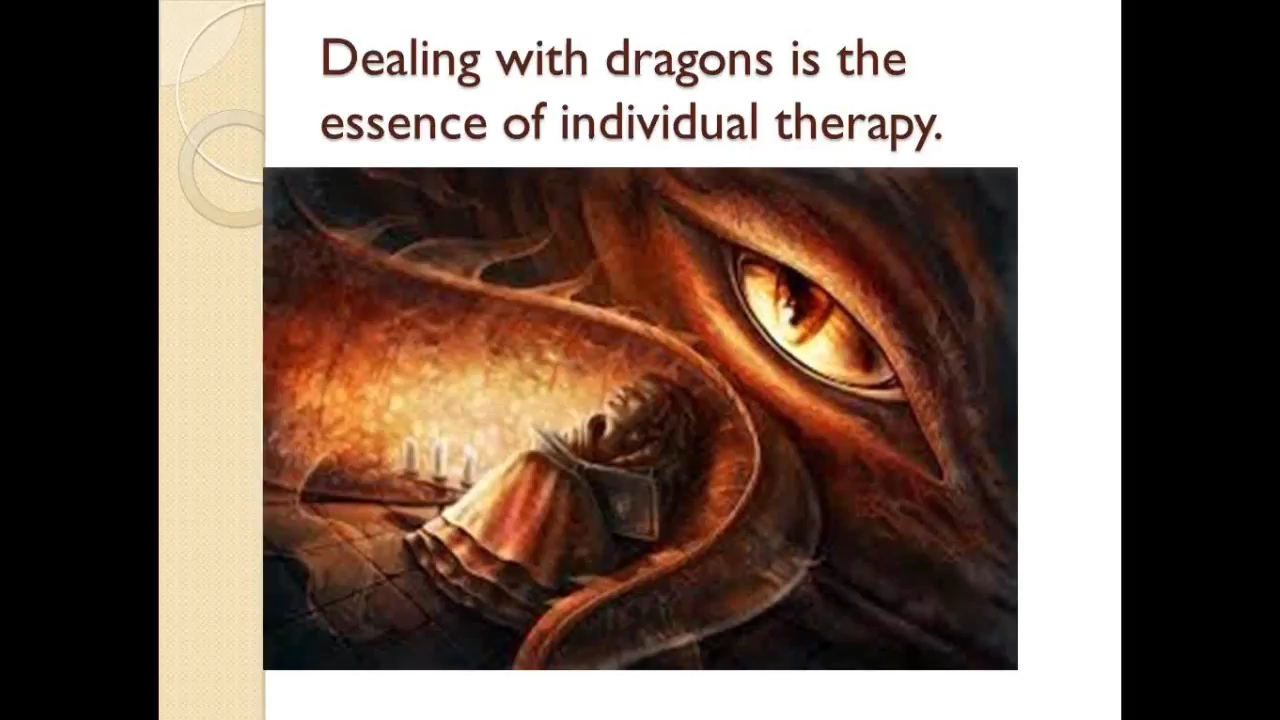 Dealing with dragons is the
essence of individual therapy.